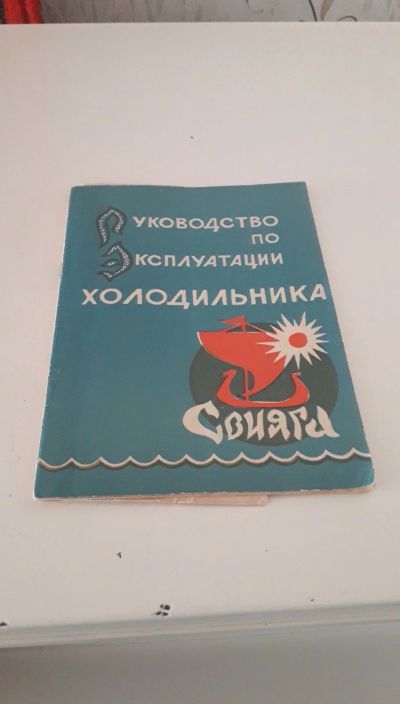 Руководство
по
Эксплуатации
ХОЛОДИЛЬНИКА
Свияга